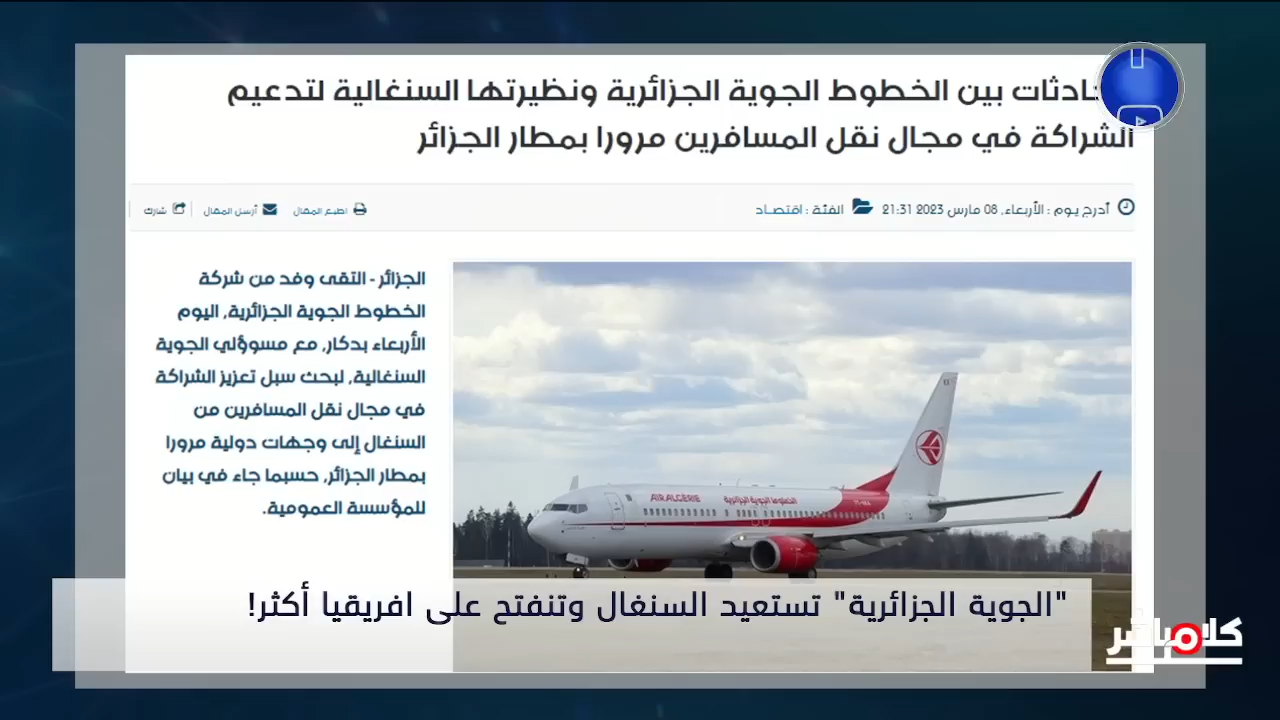 محادثات بين الخطوط الجوية الجزائرية ونظيرتها السنغالية لتدعيم
الشراكة في مجال نقل المسافرين مرورا بمطار الجزائر
أدرج يوم : الأربعاء, 08 مارس 2023 21:31 الفئة : اقتصـاد اطبع المقال أرسل المقال شارك
الجزائر - التقى وفد من شركة
الخطوط الجوية الجزائرية, اليوم
الأربعاء بدكار, مع مسوؤلي الجوية
السنغالية, لبحث سبل تعزيز الشراكة
في مجال نقل المسافرين من
السنغال إلى وجهات دولية مرورا
بمطار الجزائر, حسبما جاء في بيان
للمؤسسة العمومية.
AIR ALGERIE الخطوط الجوية الجزائرية
"الجوية الجزائرية" تستعيد السنغال وتنفتح على افريقيا أكثر!
كلام مباشر